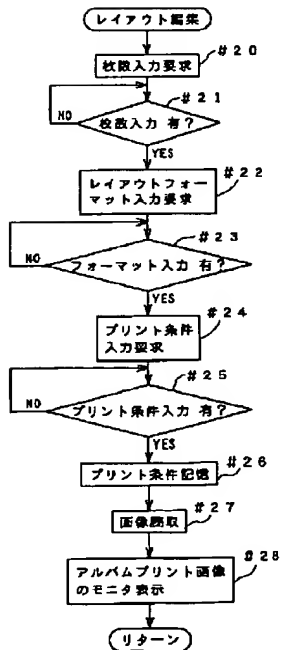 レイアウト編集
#20
枚数入力要求
#21
枚数入力 有?
NO
YES
#22
レイアウトフォー
マット入力要求
#23
フォーマット入力 有?
NO
YES
#24
プリント条件
入力要求
#25
プリント条件入力 有?
NO
YES
#26
プリント条件記憶
#27
画像読取
#28
アルバムプリント画像
のモニタ表示
リターン